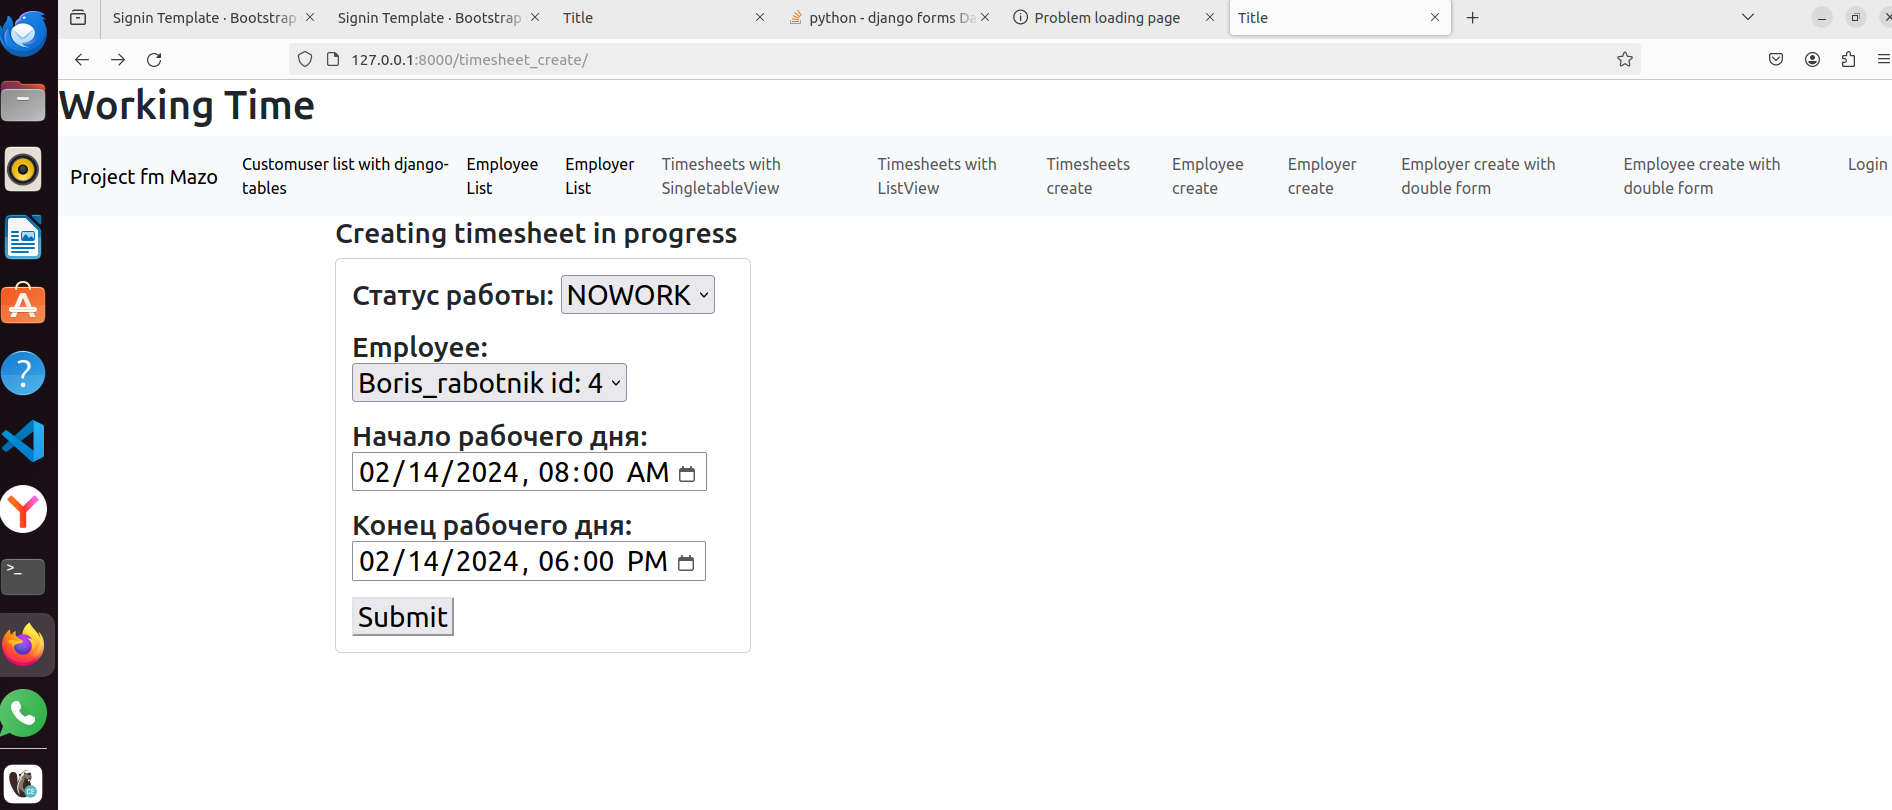 Signin Template · Bootstrap
Signin Template · Bootstrap
Title
python - django forms Da
Problem loading page
Title
127.0.0.1:8000/timesheet_create/
Working Time
Project fm Mazo
Customuser list with django-
tables
Employee
List
Employer
List
Timesheets with
SingletableView
Timesheets with
ListView
Timesheets
create
Employee
create
Employer
create
Employer create with
double form
Employee create with
double form
Login
Creating timesheet in progress
Статус работы: NOWORK
Employee:
Boris_rabotnik id: 4
Начало рабочего дня:
02/14/2024, 08:00 AM
Конец рабочего дня:
02/14/2024, 06:00 PM
Submit